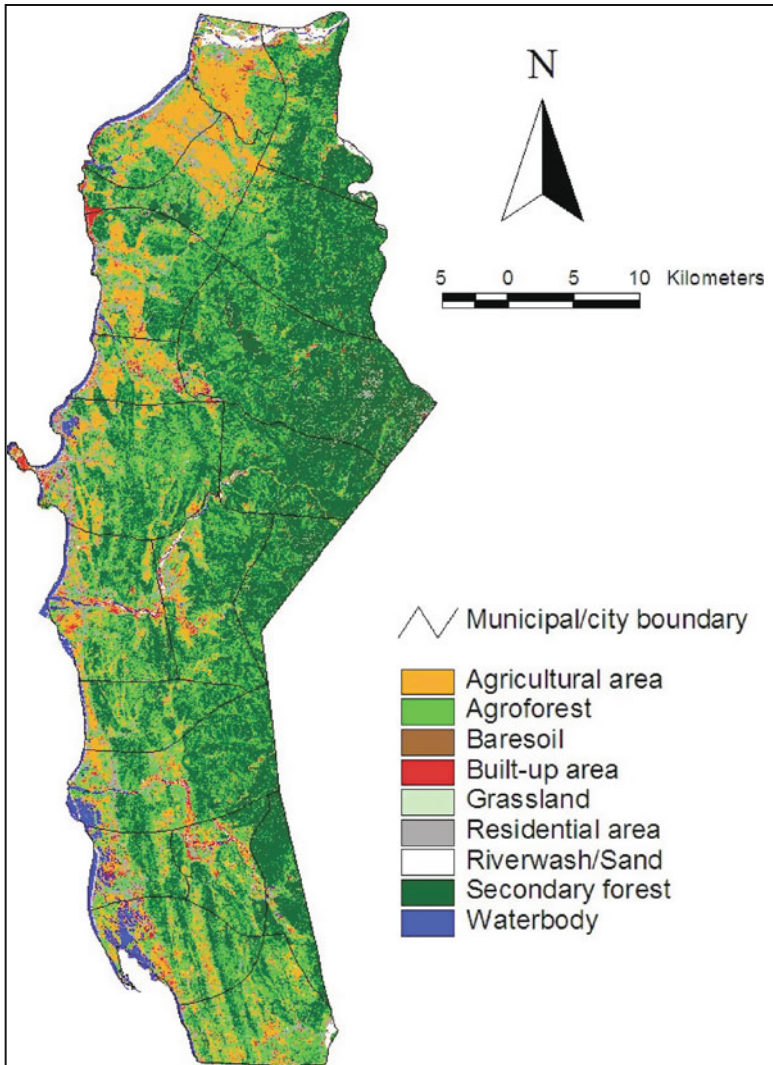 N
5 0 5 10 Kilometers
Municipal/city boundary
Agricultural area
Agroforest
Baresoil
Built-up area
Grassland
Residential area
Riverwash/Sand
Secondary forest
Waterbody